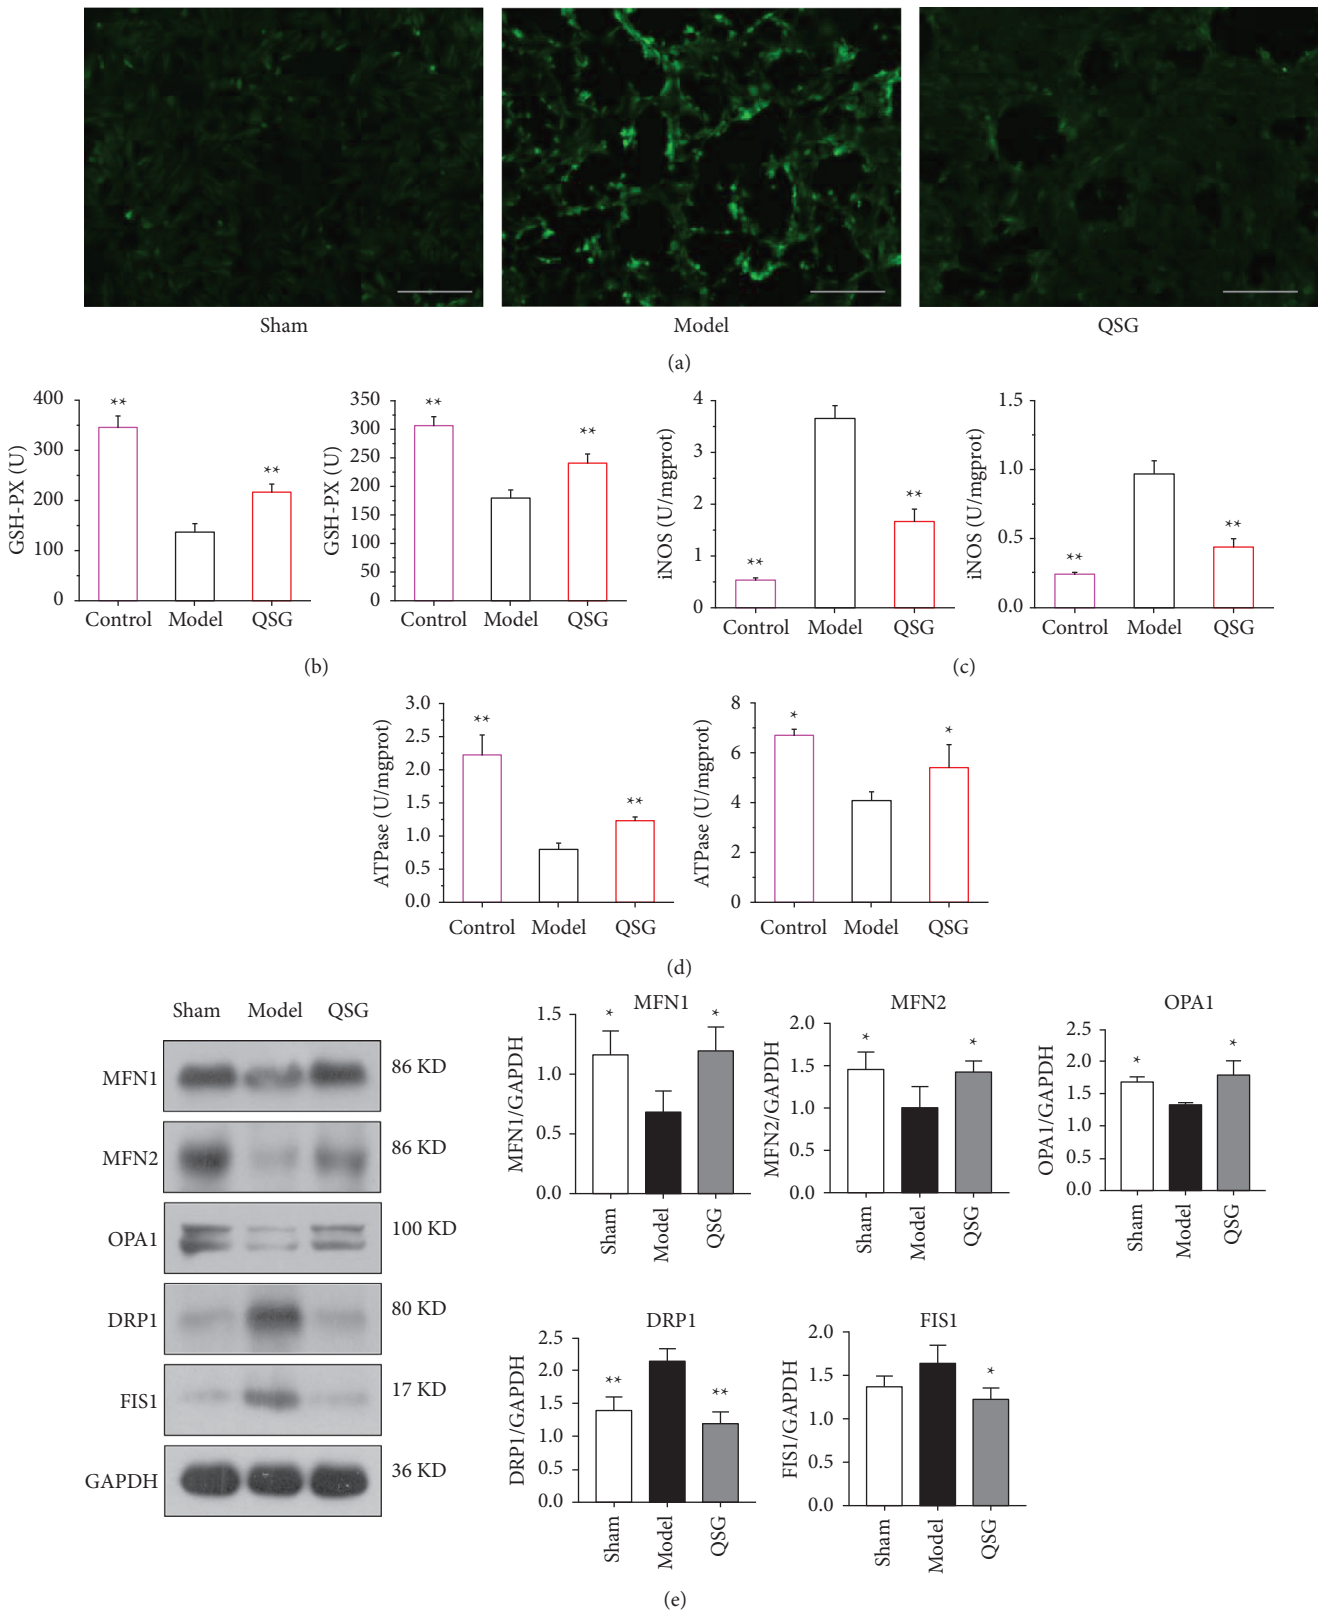 Sham Model QSG
(a)
GSH-PX (U)
400
300
200
100
0
** **
Control Model QSG
GSH-PX (U)
350
300
250
200
150
100
50
0
** **
Control Model QSG
(b)
iNOS (U/mgprot)
4
3
2
1
0
** **
Control Model QSG
iNOS (U/mgprot)
1.5
1.0
0.5
0.0
** **
Control Model QSG
(c)
ATPase (U/mgprot)
3.0
2.5
2.0
1.5
1.0
0.5
0.0
** **
Control Model QSG
ATPase (U/mgprot)
8
6
4
2
0
* *
Control Model QSG
(d)
Sham Model QSG
MFN1 86 KD
MFN2 86 KD
OPA1 100 KD
DRP1 80 KD
FIS1 17 KD
GAPDH 36 KD
MFN1
MFN1/GAPDH
1.5
1.0
0.5
0.0
* *
Sham Model QSG
MFN2
MFN2/GAPDH
2.0
1.5
1.0
0.5
0.0
* *
Sham Model QSG
OPA1
OPA1/GAPDH
2.5
2.0
1.5
1.0
0.5
0.0
* *
Sham Model QSG
DRP1
DRP1/GAPDH
2.5
2.0
1.5
1.0
0.5
0.0
** **
Sham Model QSG
FIS1
FIS1/GAPDH
2.0
1.5
1.0
0.5
0.0
*
Sham Model QSG
(e)